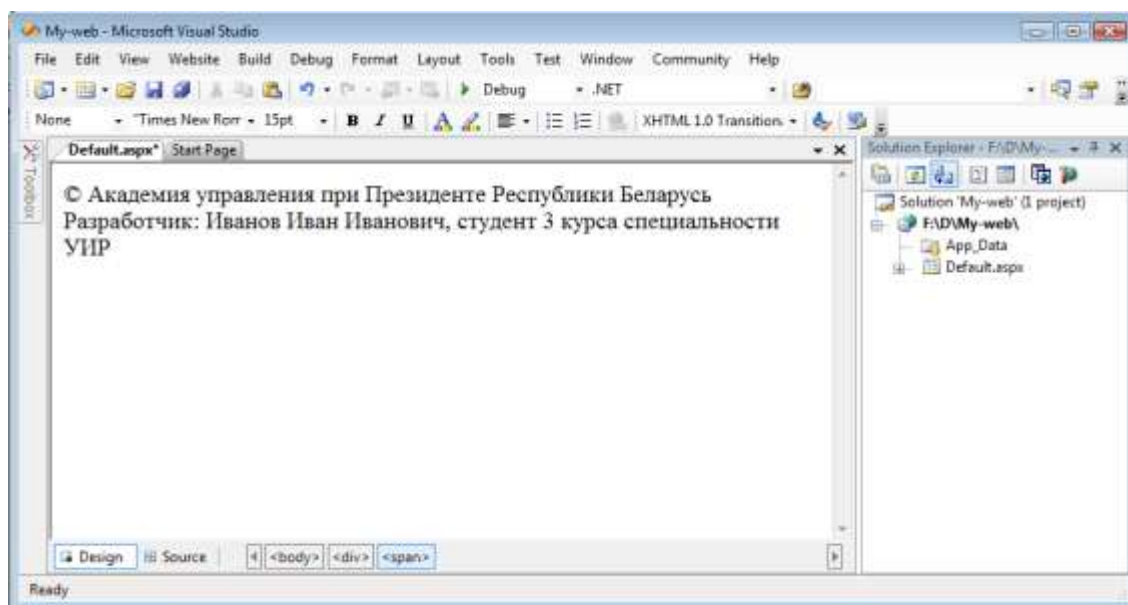 My-web - Microsoft Visual Studio
File Edit View Website Build Debug Format Layout Tools Test Window Community Help
Debug .NET
None "Times New Rom 15pt B I U A XHTML 1.0 Transition
Toolbox
Default.aspx* Start Page
Solution Explorer - F:\D\My-...
© Академия управления при Президенте Республики Беларусь
Разработчик: Иванов Иван Иванович, студент 3 курса специальности
УИР
Solution 'My-web' (1 project)
F:\D\My-web\
App_Data
Default.aspx
Design Source <body> <div> <span>
Ready